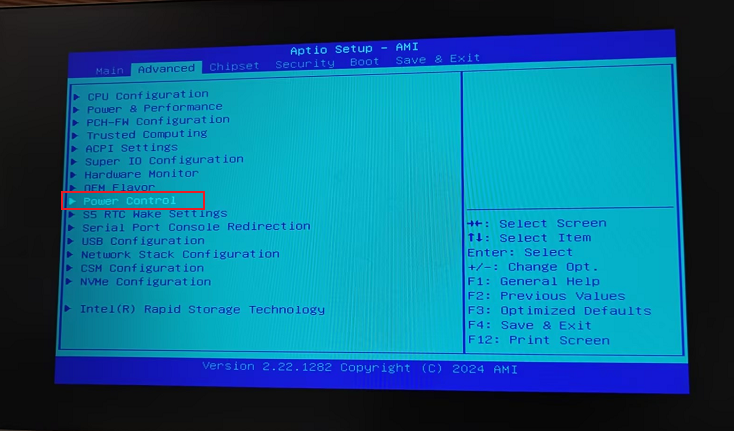 Aptio Setup - AMI
Main Advanced Chipset Security Boot Save & Exit
CPU Configuration
Power & Performance
PCH-FW Configuration
Trusted Computing
ACPI Settings
Super IO Configuration
Hardware Monitor
OEM Flavor
Power Control
S5 RTC Wake Settings
Serial Port Console Redirection
USB Configuration
Network Stack Configuration
CSM Configuration
NVMe Configuration
Intel(R) Rapid Storage Technology
→←: Select Screen
↑↓: Select Item
Enter: Select
+/-: Change Opt.
F1: General Help
F2: Previous Values
F3: Optimized Defaults
F4: Save & Exit
F12: Print Screen
Version 2.22.1282 Copyright (C) 2024 AMI